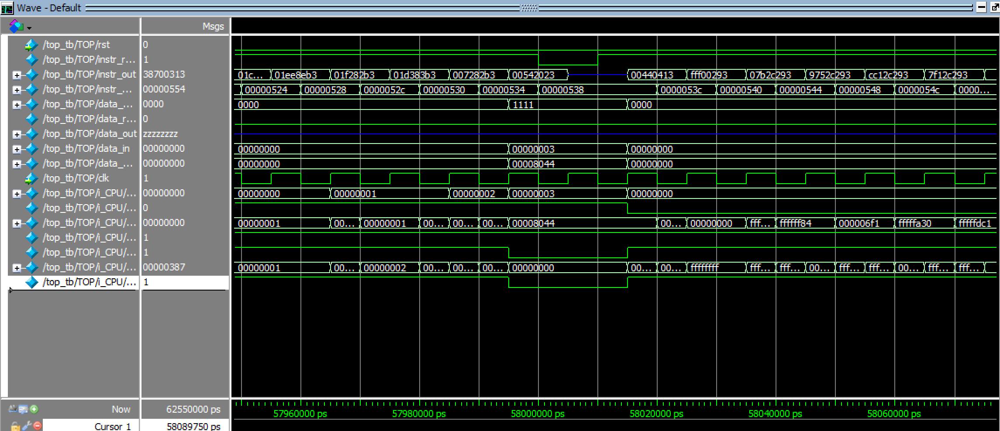 Wave - Default
Msgs
/top_tb/TOP/rst 0
/top_tb/TOP/instr_r... 1
/top_tb/TOP/instr_out 38700313 01c... 01ee8eb3 01f282b3 01d383b3 007282b3 00542023 00440413 fff00293 07b2c293 9752c293 cc12c293 7f12c293
/top_tb/TOP/instr_... 00000554 00000524 00000528 0000052c 00000530 00000534 00000538 0000053c 00000540 00000544 00000548 0000054c 0000...
/top_tb/TOP/data_... 0000 0000 1111 0000
/top_tb/TOP/data_r... 0
/top_tb/TOP/data_out zzzzzzzz
/top_tb/TOP/data_in 00000000 00000000 00000003 00000000
/top_tb/TOP/data_... 00000000 00000000 00008044 00000000
/top_tb/TOP/clk 1
/top_tb/TOP/i_CPU/... 00000000 00000000 00000001 00000002 00000003 00000000
/top_tb/TOP/i_CPU/... 0
/top_tb/TOP/i_CPU/... 00000000 00000001 00... 00000001 00... 00... 00... 00008044 00... 00000000 fff... ffffff84 000006f1 fffffa30 fffffdc1
/top_tb/TOP/i_CPU/... 1
/top_tb/TOP/i_CPU/... 1
/top_tb/TOP/i_CPU/... 00000387 00000001 00... 00000002 00... 00... 00... 00000000 00... 00... ffffffff fff... fff... 00... fff... fff... 00... fff... fff...
/top_tb/TOP/i_CPU/... 1
Now 62550000 ps 57960000 ps 57980000 ps 58000000 ps 58020000 ps 58040000 ps 58060000 ps
Cursor 1 58089750 ps